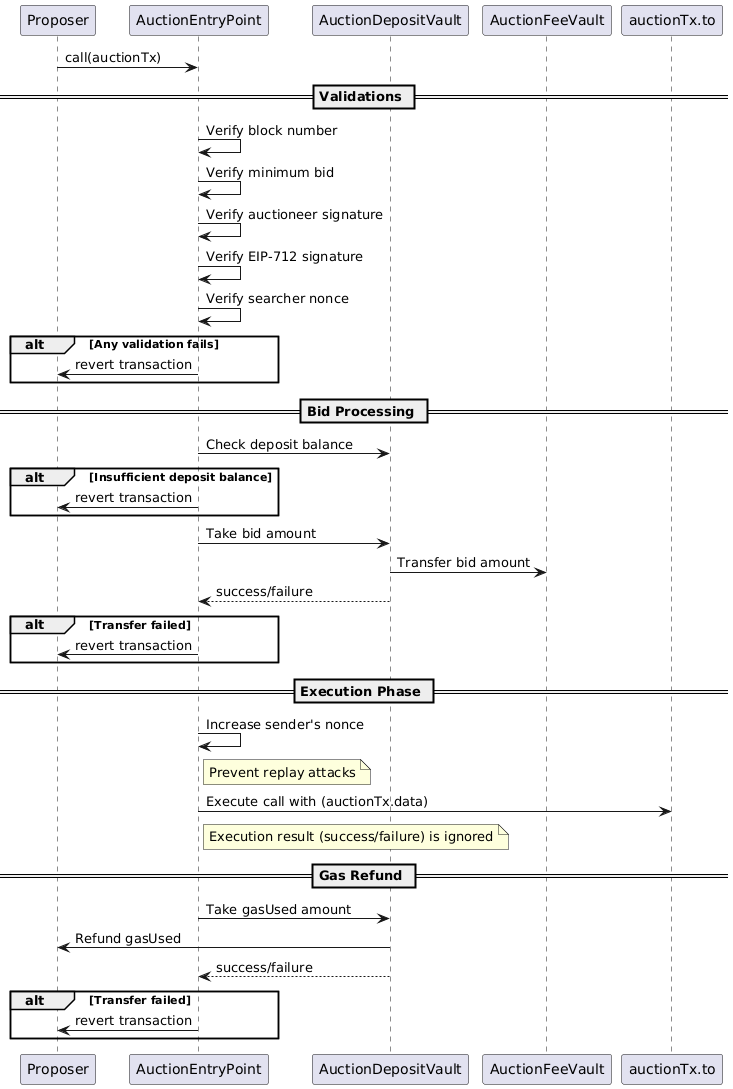 Proposer
AuctionEntryPoint
AuctionDepositVault
AuctionFeeVault
auctionTx.to
call(auctionTx)
Validations
Verify block number
Verify minimum bid
Verify auctioneer signature
Verify EIP-712 signature
Verify searcher nonce
alt [Any validation fails]
revert transaction
Bid Processing
Check deposit balance
alt [Insufficient deposit balance]
revert transaction
Take bid amount
Transfer bid amount
success/failure
alt [Transfer failed]
revert transaction
Execution Phase
Increase sender's nonce
Prevent replay attacks
Execute call with (auctionTx.data)
Execution result (success/failure) is ignored
Gas Refund
Take gasUsed amount
Refund gasUsed
success/failure
alt [Transfer failed]
revert transaction
Proposer
AuctionEntryPoint
AuctionDepositVault
AuctionFeeVault
auctionTx.to